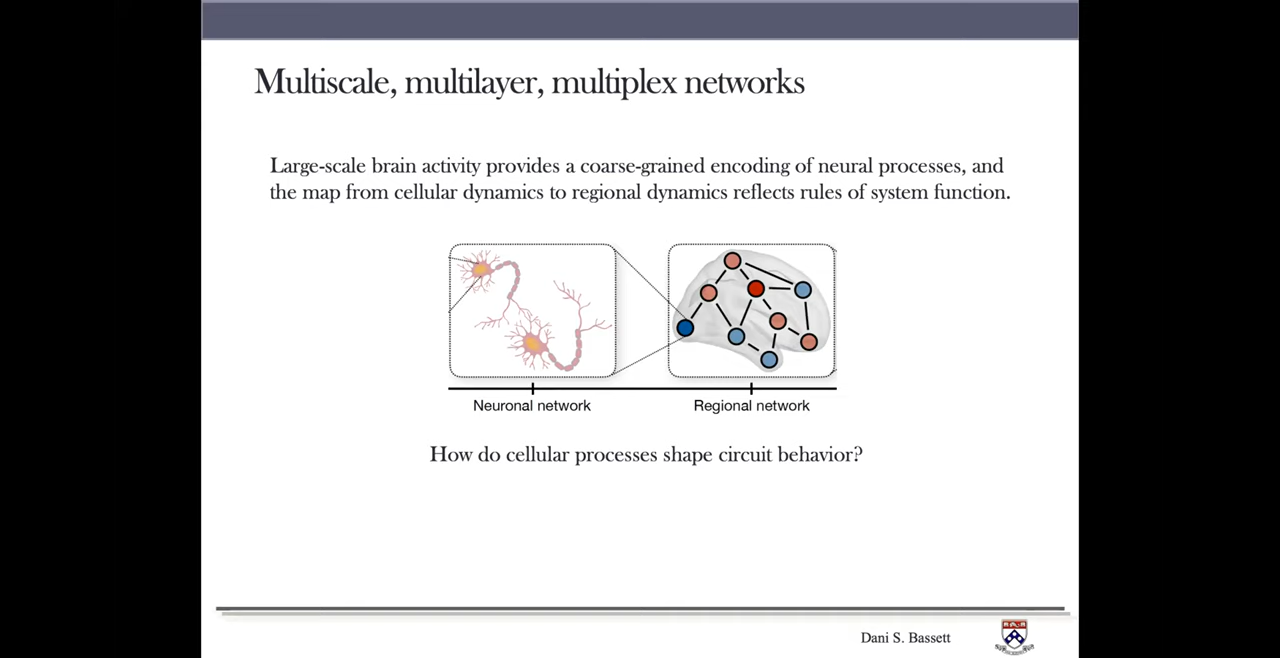 Multiscale, multilayer, multiplex networks
Large-scale brain activity provides a coarse-grained encoding of neural processes, and
the map from cellular dynamics to regional dynamics reflects rules of system function.
Neuronal network
Regional network
How do cellular processes shape circuit behavior?
Dani S. Bassett